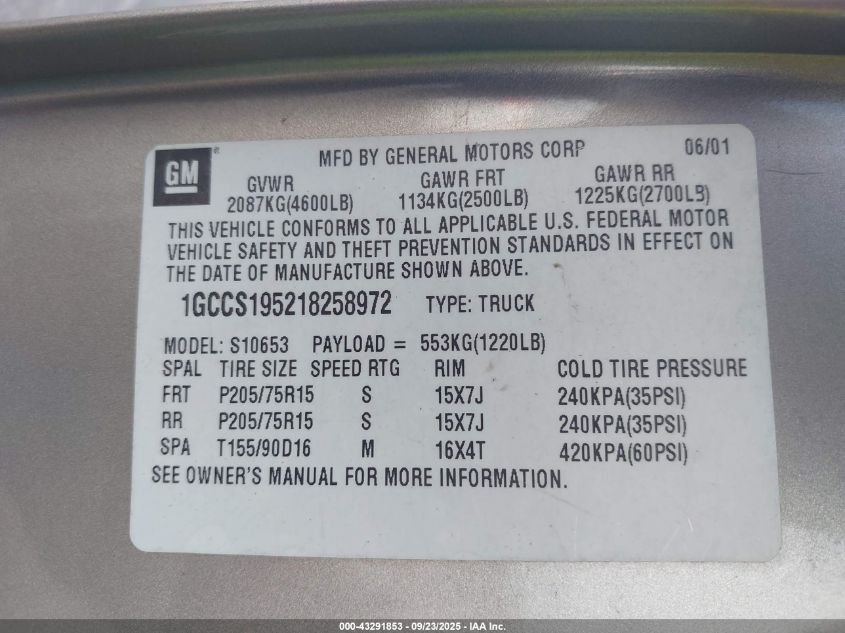 GM
MFD BY GENERAL MOTORS CORP 06/01
GVWR GAWR FRT GAWR RR
2087KG(4600LB) 1134KG(2500LB) 1225KG(2700LB)
THIS VEHICLE CONFORMS TO ALL APPLICABLE U.S. FEDERAL MOTOR
VEHICLE SAFETY AND THEFT PREVENTION STANDARDS IN EFFECT ON
THE DATE OF MANUFACTURE SHOWN ABOVE.
1GCCS195218258972 TYPE: TRUCK
MODEL: S10653 PAYLOAD = 553KG(1220LB)
SPAL TIRE SIZE SPEED RTG RIM COLD TIRE PRESSURE
FRT P205/75R15 S 15X7J 240KPA(35PSI)
RR P205/75R15 S 15X7J 240KPA(35PSI)
SPA T155/90D16 M 16X4T 420KPA(60PSI)
SEE OWNER'S MANUAL FOR MORE INFORMATION.
000-43291853 - 09/23/2025 - IAA Inc.